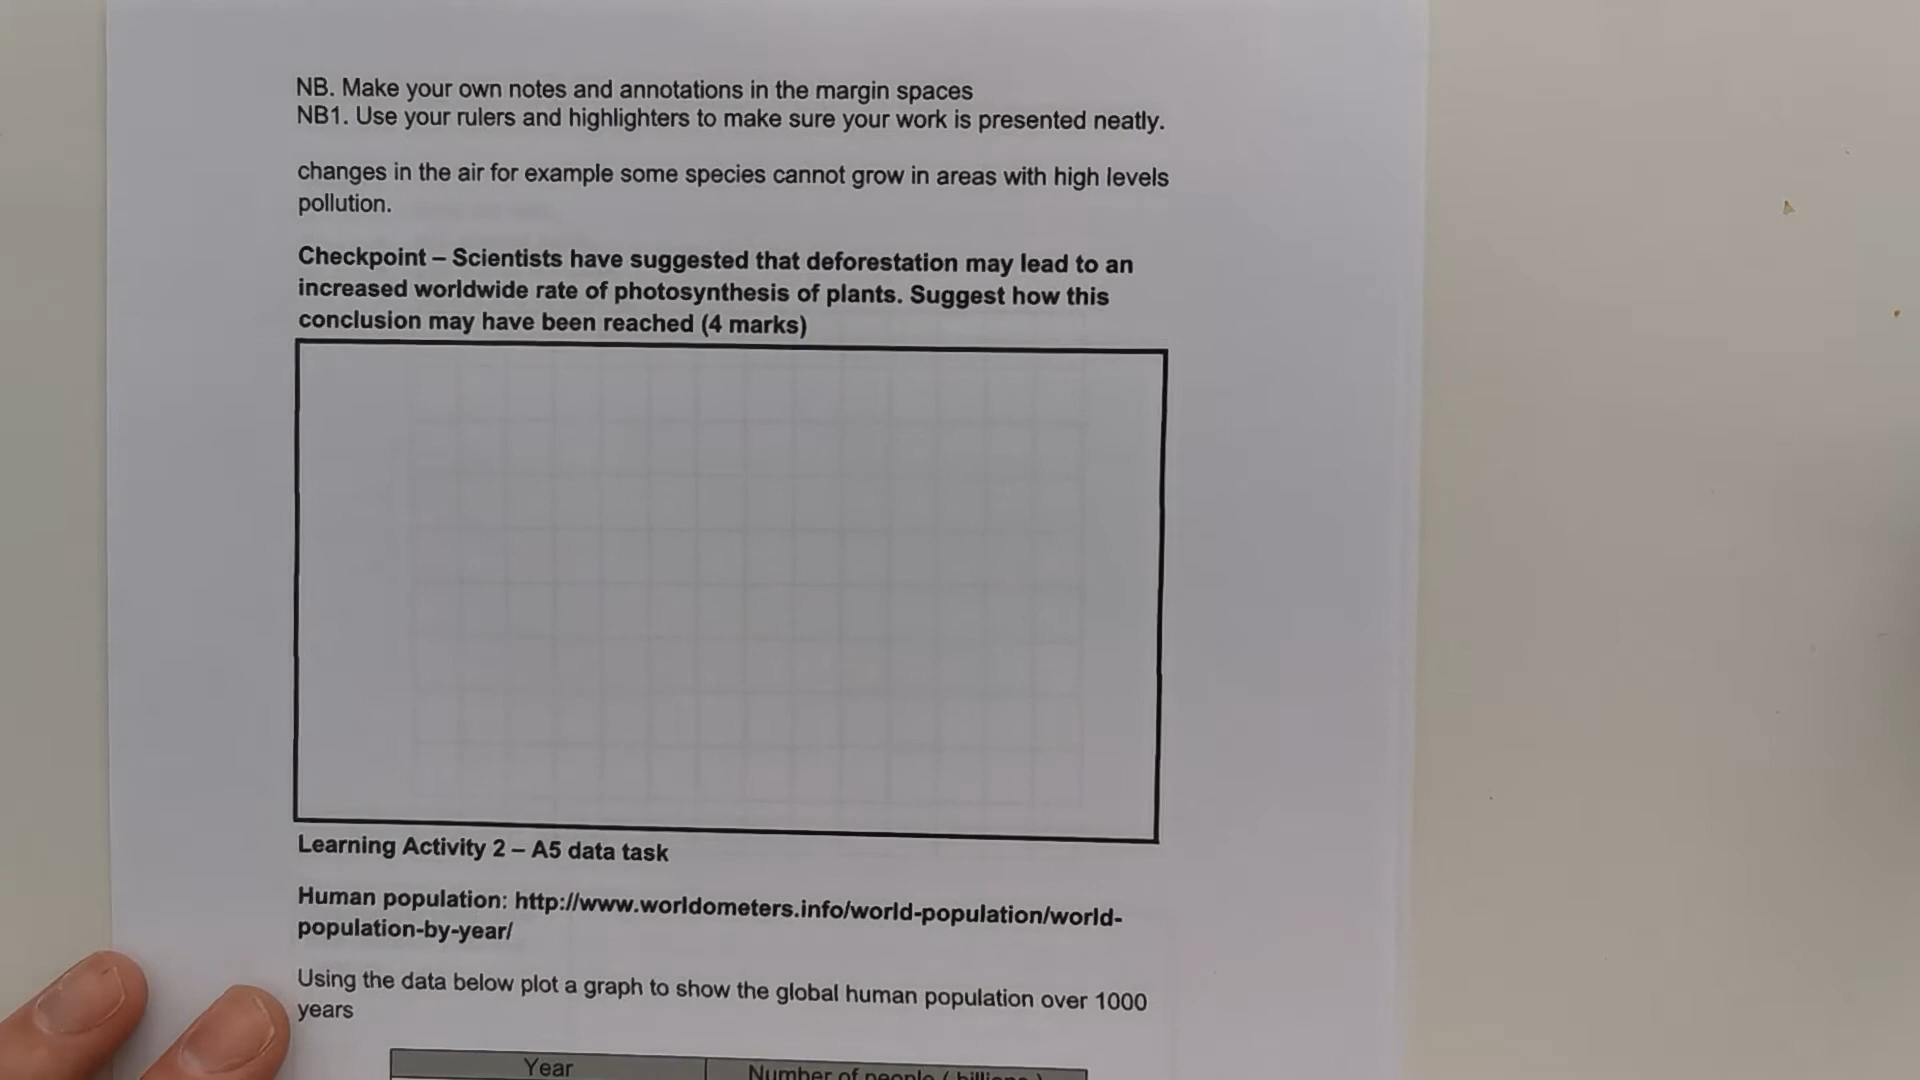 NB. Make your own notes and annotations in the margin spaces
NB1. Use your rulers and highlighters to make sure your work is presented neatly.
changes in the air for example some species cannot grow in areas with high levels
pollution.
Checkpoint – Scientists have suggested that deforestation may lead to an
increased worldwide rate of photosynthesis of plants. Suggest how this
conclusion may have been reached (4 marks)
Learning Activity 2 – A5 data task
Human population: http://www.worldometers.info/world-population/world-
population-by-year/
Using the data below plot a graph to show the global human population over 1000
years
Year
Number of people ( billions )